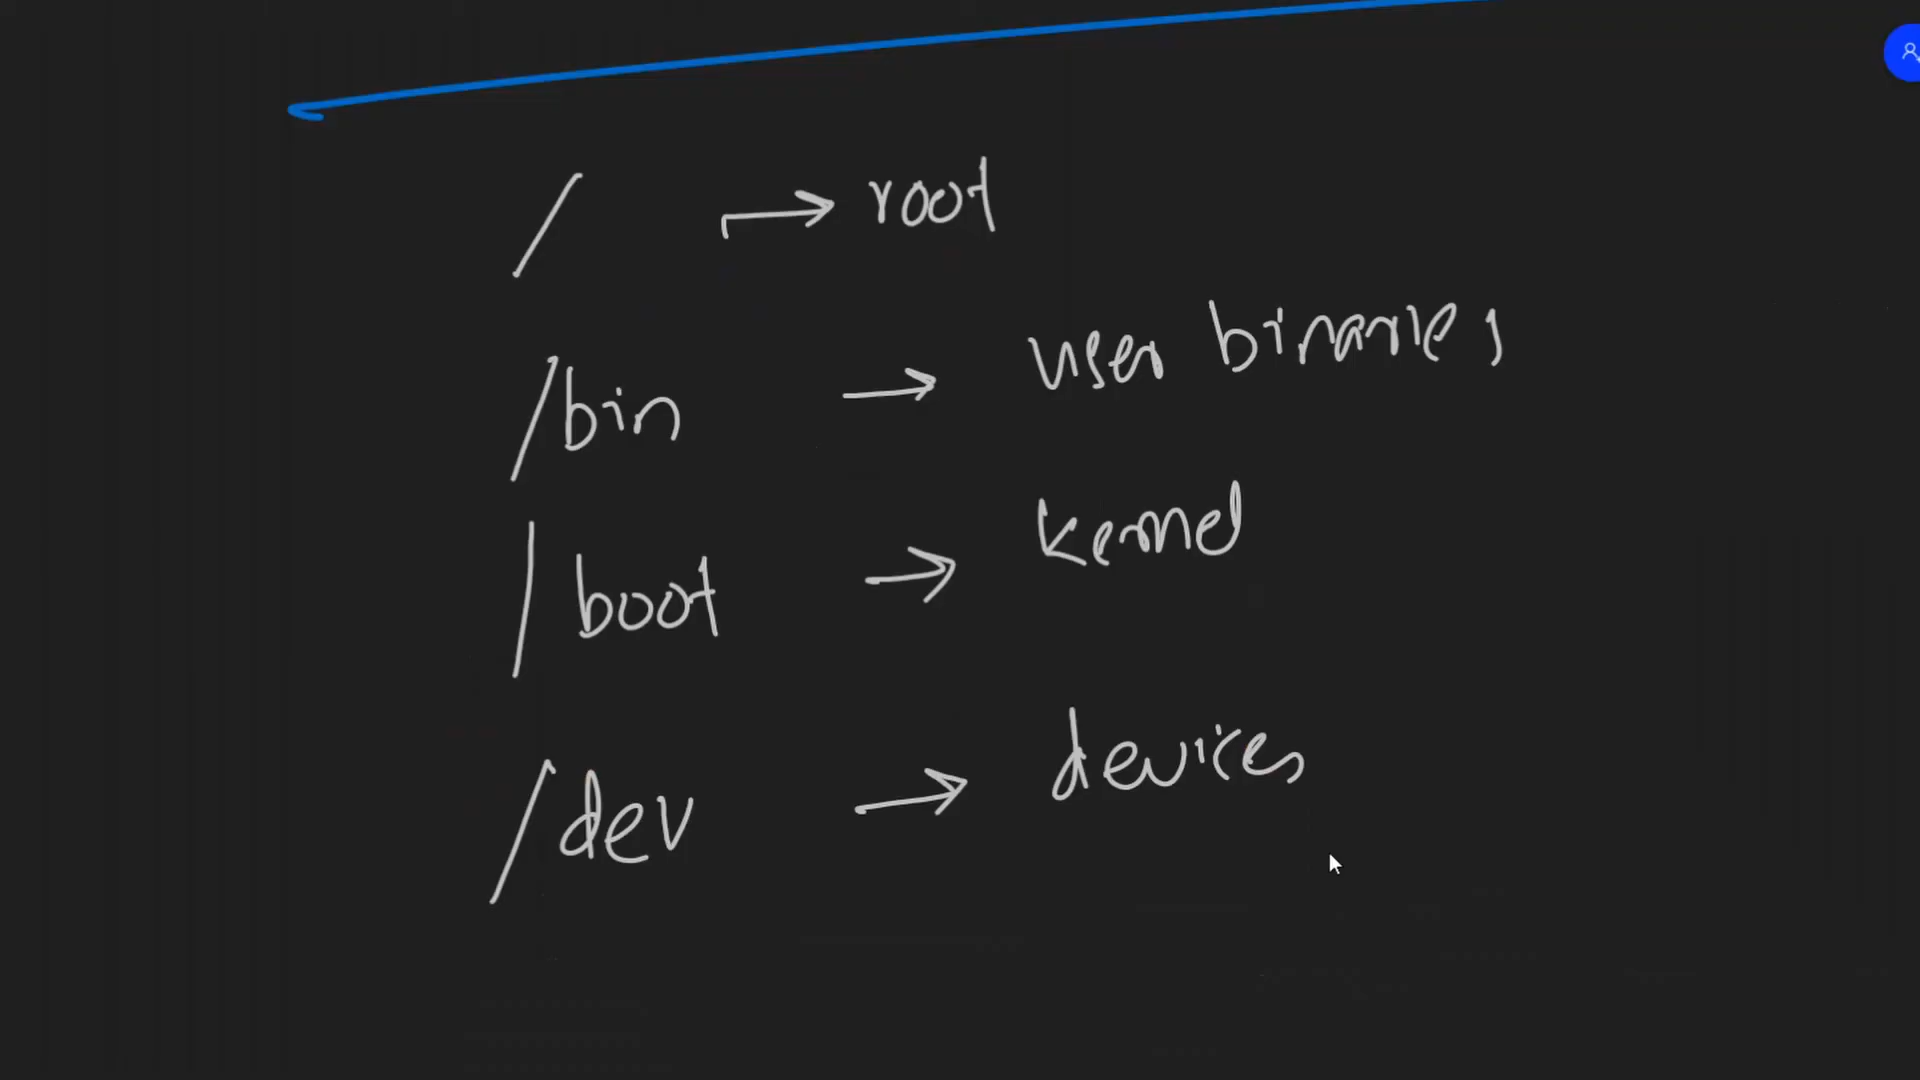 / → root
/bin → user binaries
/boot → kernel
/dev → devices